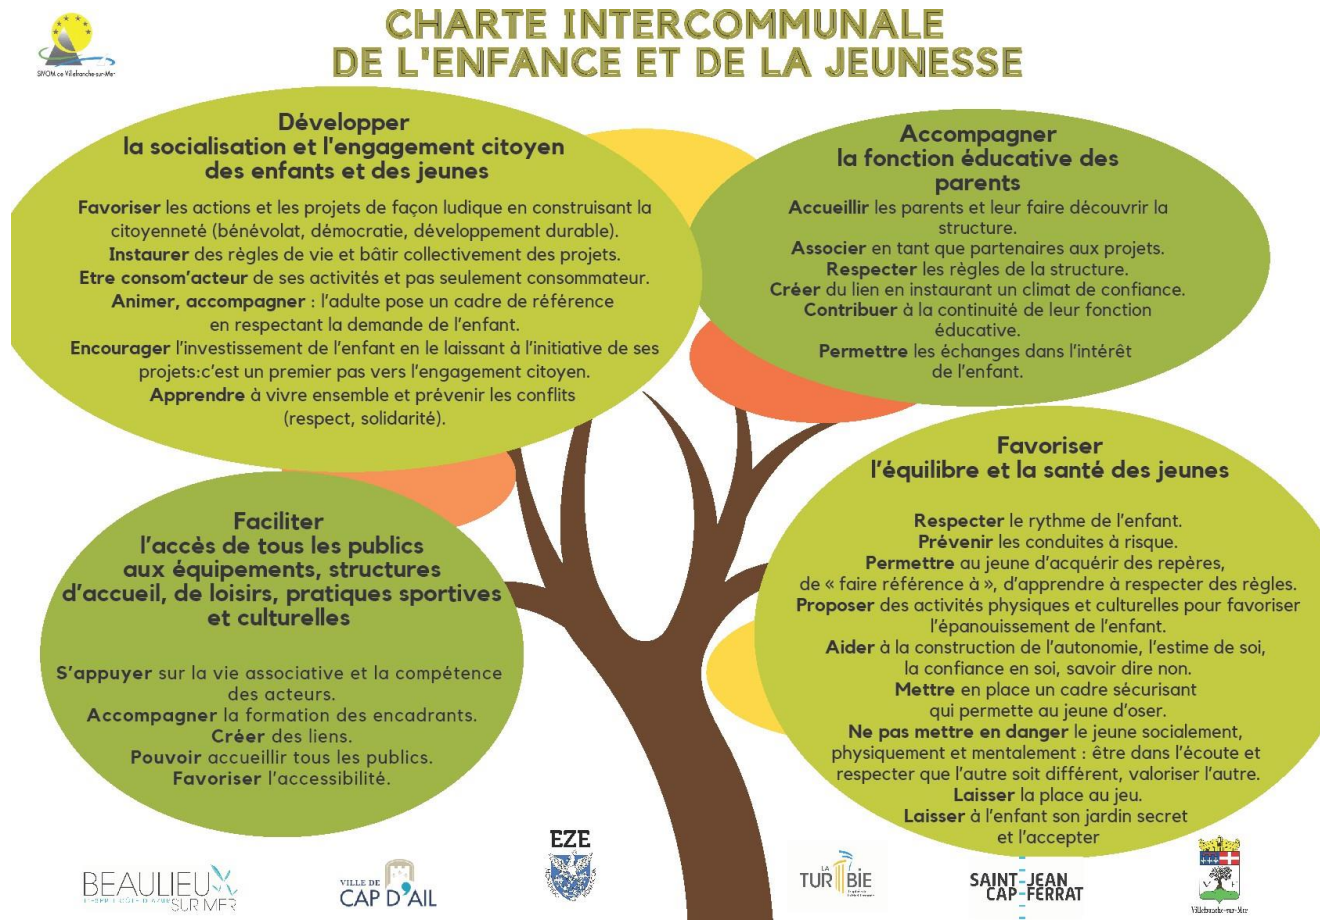 CHARTE INTERCOMMUNALE
DE L'ENFANCE ET DE LA JEUNESSE
SIVOM de Villefranche-sur-Mer
Développer
la socialisation et l'engagement citoyen
des enfants et des jeunes
Favoriser les actions et les projets de façon ludique en construisant la
citoyenneté (bénévolat, démocratie, développement durable).
Instaurer des règles de vie et bâtir collectivement des projets.
Etre consom'acteur de ses activités et pas seulement consommateur.
Animer, accompagner : l'adulte pose un cadre de référence
en respectant la demande de l'enfant.
Encourager l'investissement de l'enfant en le laissant à l'initiative de ses
projets:c'est un premier pas vers l'engagement citoyen.
Apprendre à vivre ensemble et prévenir les conflits
(respect, solidarité).
Accompagner
la fonction éducative des
parents
Accueillir les parents et leur faire découvrir la
structure.
Associer en tant que partenaires aux projets.
Respecter les règles de la structure.
Créer du lien en instaurant un climat de confiance.
Contribuer à la continuité de leur fonction
éducative.
Permettre les échanges dans l'intérêt
de l'enfant.
Faciliter
l'accès de tous les publics
aux équipements, structures
d'accueil, de loisirs, pratiques sportives
et culturelles
S'appuyer sur la vie associative et la compétence
des acteurs.
Accompagner la formation des encadrants.
Créer des liens.
Pouvoir accueillir tous les publics.
Favoriser l'accessibilité.
Favoriser
l'équilibre et la santé des jeunes
Respecter le rythme de l'enfant.
Prévenir les conduites à risque.
Permettre au jeune d'acquérir des repères,
de « faire référence à », d'apprendre à respecter des règles.
Proposer des activités physiques et culturelles pour favoriser
l'épanouissement de l'enfant.
Aider à la construction de l'autonomie, l'estime de soi,
la confiance en soi, savoir dire non.
Mettre en place un cadre sécurisant
qui permette au jeune d'oser.
Ne pas mettre en danger le jeune socialement,
physiquement et mentalement : être dans l'écoute et
respecter que l'autre soit différent, valoriser l'autre.
Laisser la place au jeu.
Laisser à l'enfant son jardin secret
et l'accepter
BEAULIEU
SUR MER
VILLE DE
CAP D'AIL
EZE
LA
TURBIE
SAINT-JEAN
CAP-FERRAT
Villefranche-sur-Mer